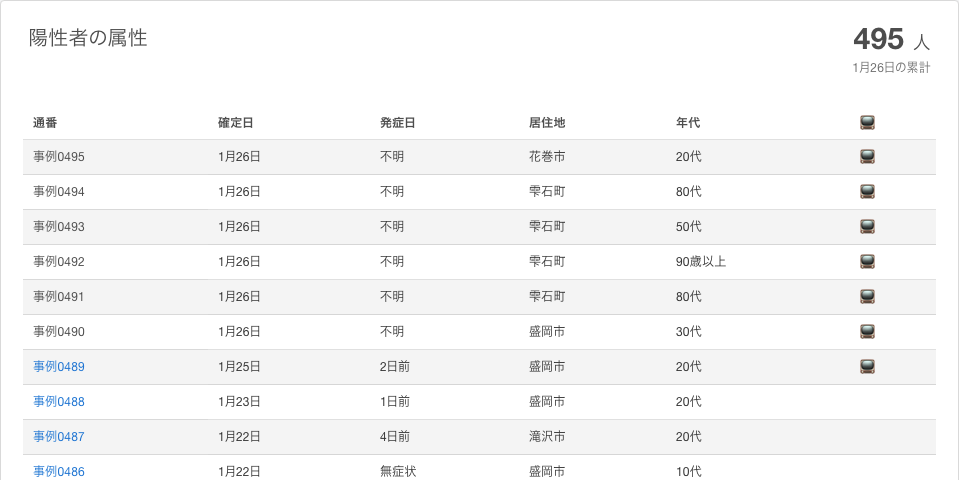 陽性者の属性
495 人
1月26日の累計
通番 確定日 発症日 居住地 年代 📺
事例0495 1月26日 不明 花巻市 20代 📺
事例0494 1月26日 不明 雫石町 80代 📺
事例0493 1月26日 不明 雫石町 50代 📺
事例0492 1月26日 不明 雫石町 90歳以上 📺
事例0491 1月26日 不明 雫石町 80代 📺
事例0490 1月26日 不明 盛岡市 30代 📺
事例0489 1月25日 2日前 盛岡市 20代 📺
事例0488 1月23日 1日前 盛岡市 20代
事例0487 1月22日 4日前 滝沢市 20代
事例0486 1月22日 無症状 盛岡市 10代